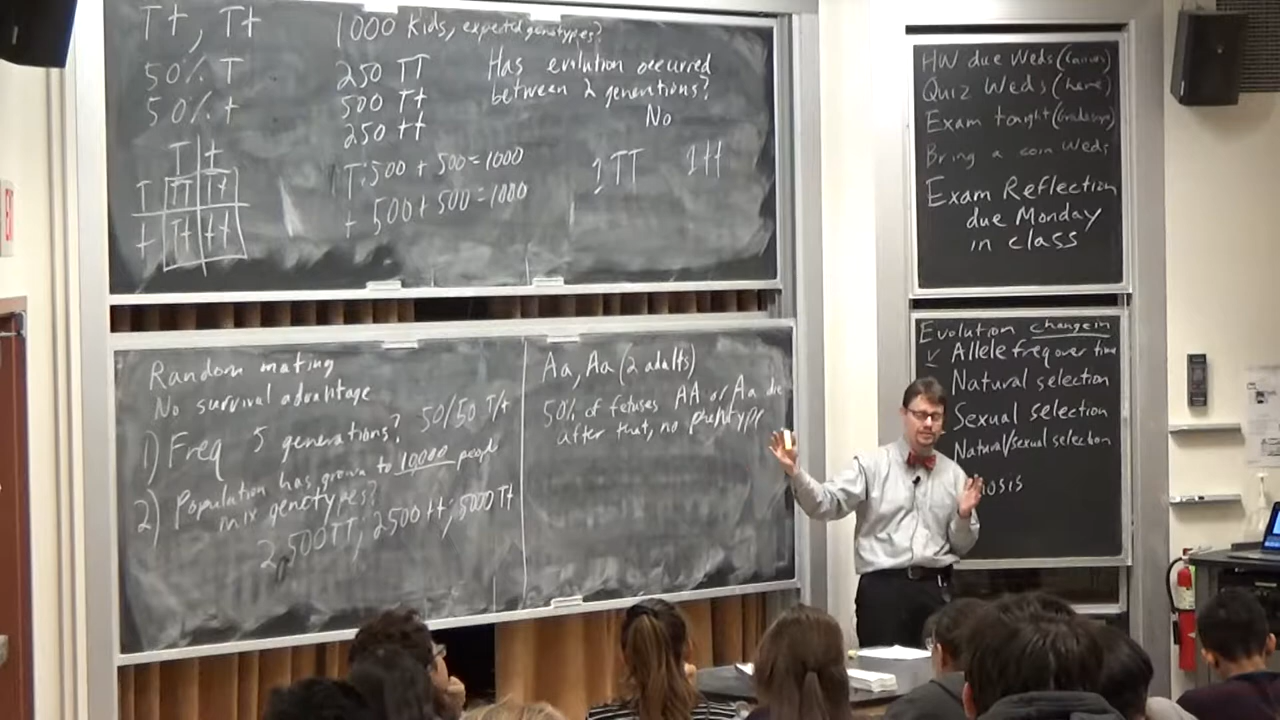 Tt, Tt
50% T
50% t
T t
T TT Tt
t Tt tt
1000 kids, expected genotypes?
250 TT
500 Tt
250 tt
T: 500 + 500 = 1000
t 500 + 500 = 1000
Has evolution occurred
between 2 generations?
No
1 TT 1 tt
Random mating
No survival advantage
1) Freq 5 generations? 50/50 T/t
2) Population has grown to 10000 people
mix genotypes?
2500 TT; 2500 tt; 5000 Tt
Aa, Aa (2 adults)
50% of fetuses AA or Aa die
after that, no phenotype
HW due Weds (Canvas)
Quiz Weds (here)
Exam tonight
Bring a coin Weds
Exam Reflection
due Monday
in class
Evolution change in
Allele freq over time
Natural selection
Sexual selection
Natural/sexual selection